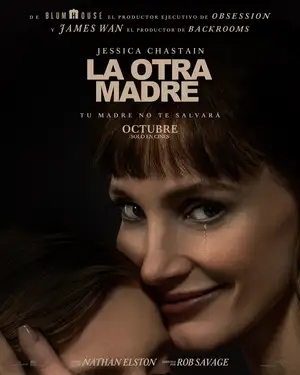 DE BLUMHOUSE EL PRODUCTOR EJECUTIVO DE OBSESSION
Y JAMES WAN EL PRODUCTOR DE BACKROOMS
JESSICA CHASTAIN
LA OTRA
MADRE
TU MADRE NO TE SALVARÁ
OCTUBRE
SOLO EN CINES
NATHAN ELSTON
ROB SAVAGE